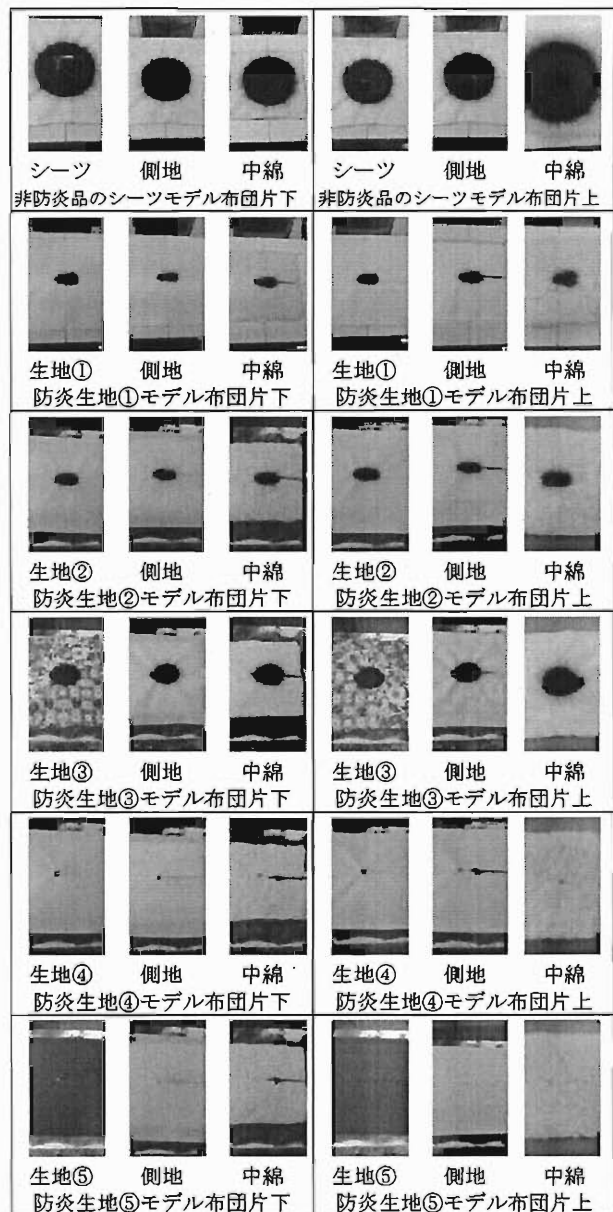 シーツ 側地 中綿
非防炎品のシーツモデル布団片下
シーツ 側地 中綿
非防炎品のシーツモデル布団片上
生地① 側地 中綿
防炎生地①モデル布団片下
生地① 側地 中綿
防炎生地①モデル布団片上
生地② 側地 中綿
防炎生地②モデル布団片下
生地② 側地 中綿
防炎生地②モデル布団片上
生地③ 側地 中綿
防炎生地③モデル布団片下
生地③ 側地 中綿
防炎生地③モデル布団片上
生地④ 側地 中綿
防炎生地④モデル布団片下
生地④ 側地 中綿
防炎生地④モデル布団片上
生地⑤ 側地 中綿
防炎生地⑤モデル布団片下
生地⑤ 側地 中綿
防炎生地⑤モデル布団片上